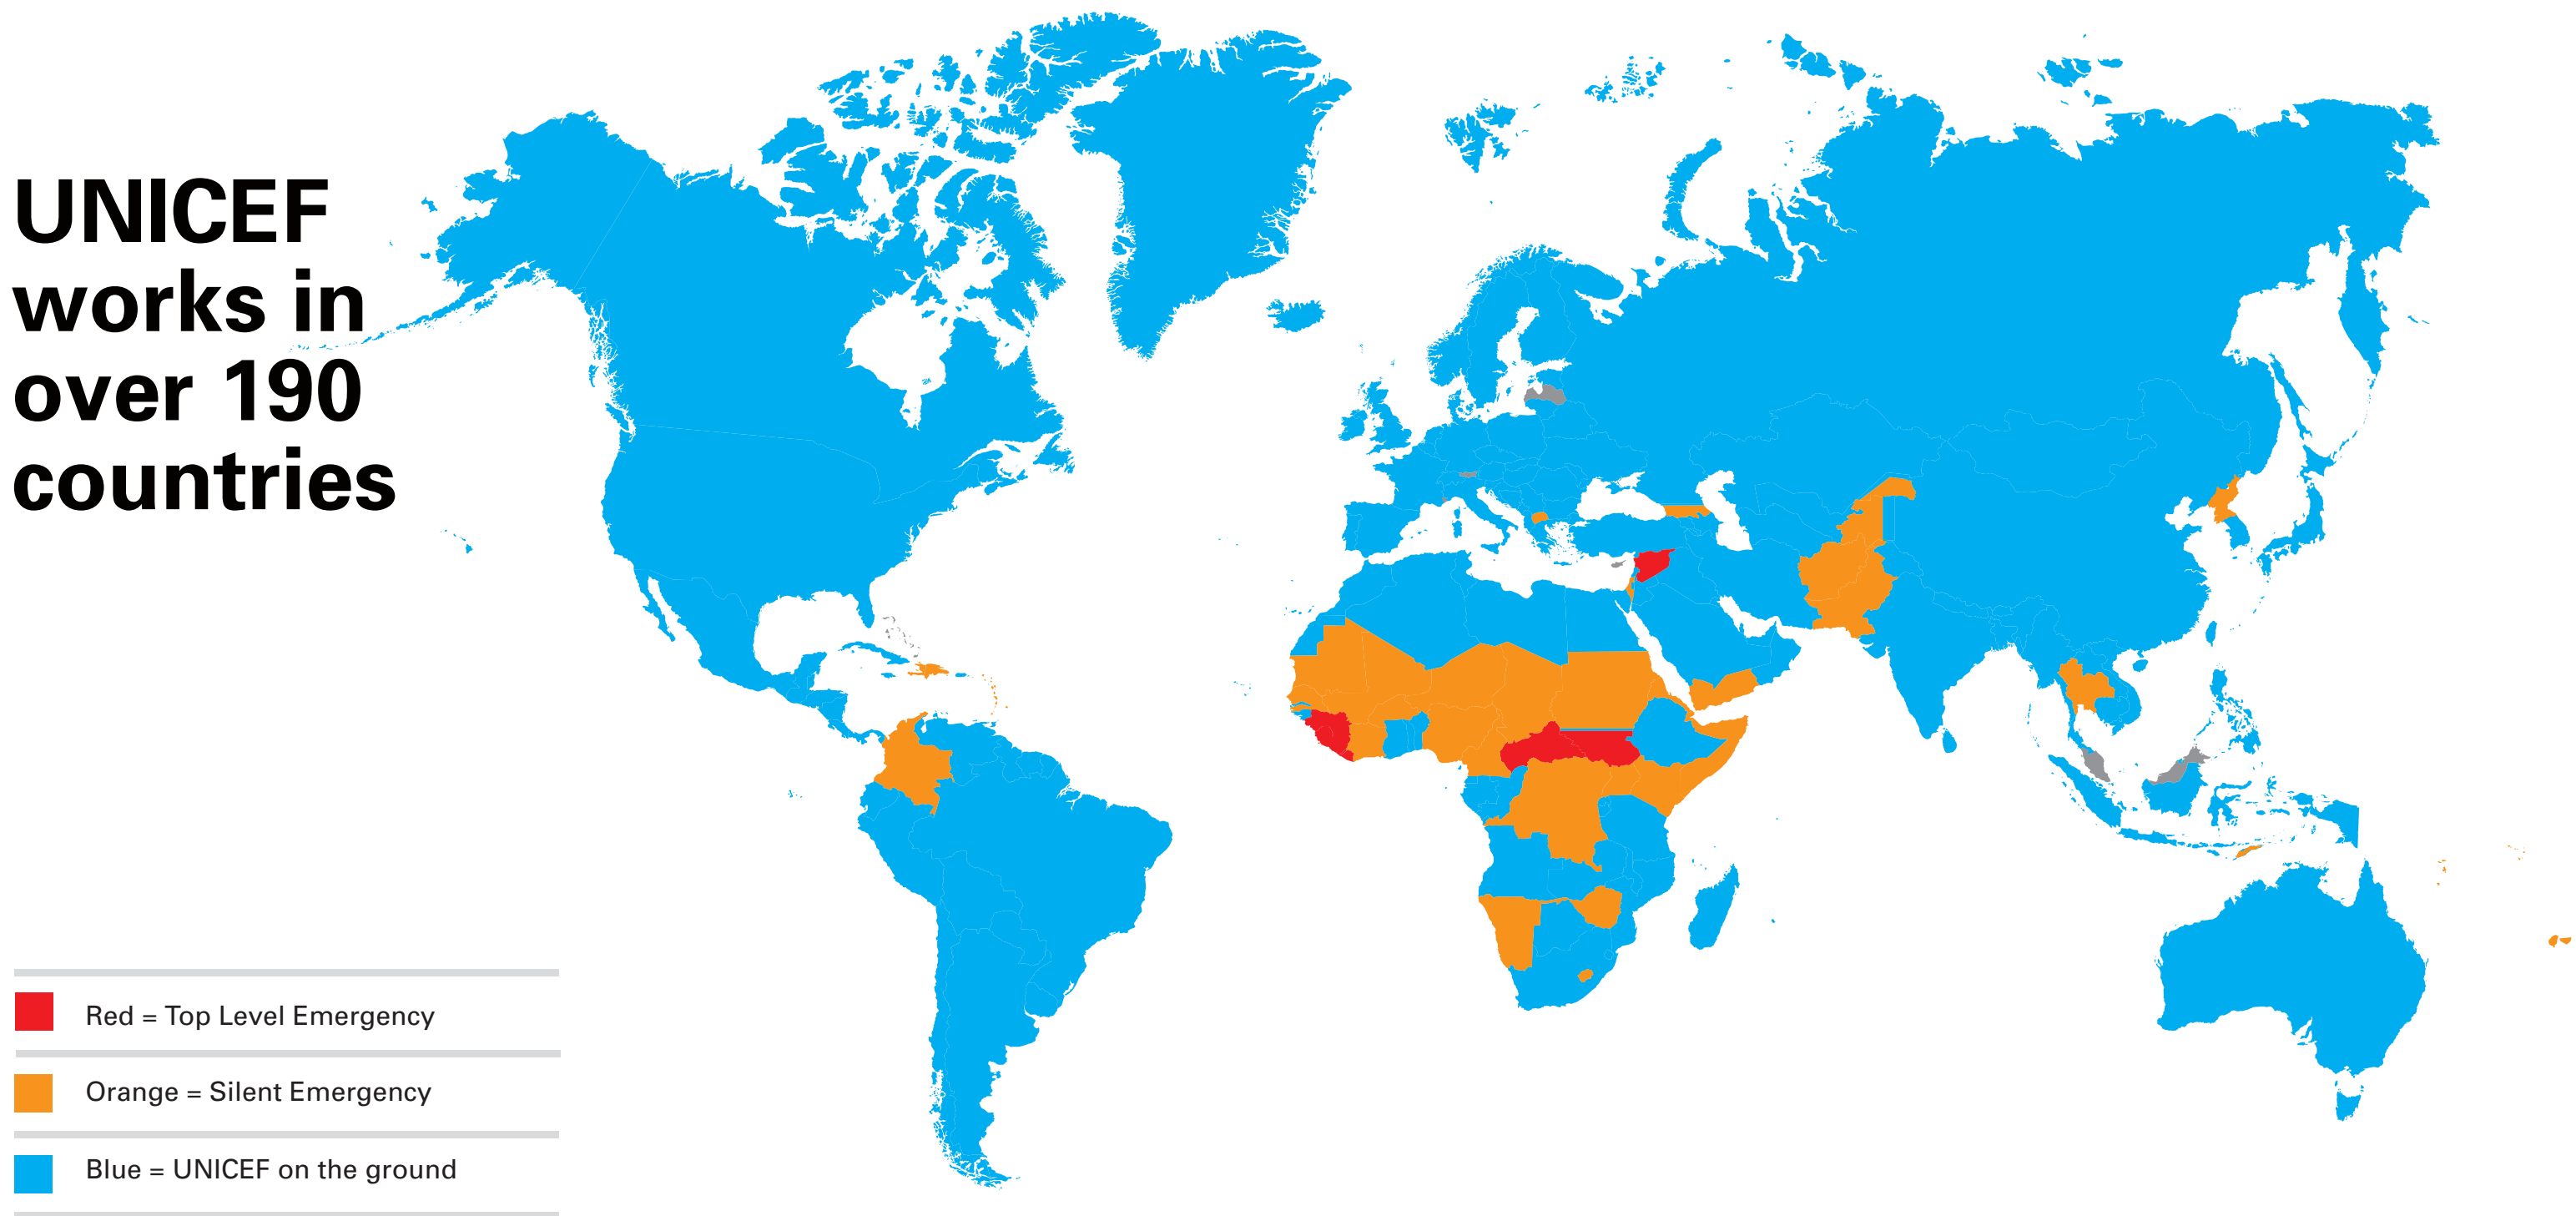 UNICEF
works in
over 190
countries
Red = Top Level Emergency
Orange = Silent Emergency
Blue = UNICEF on the ground